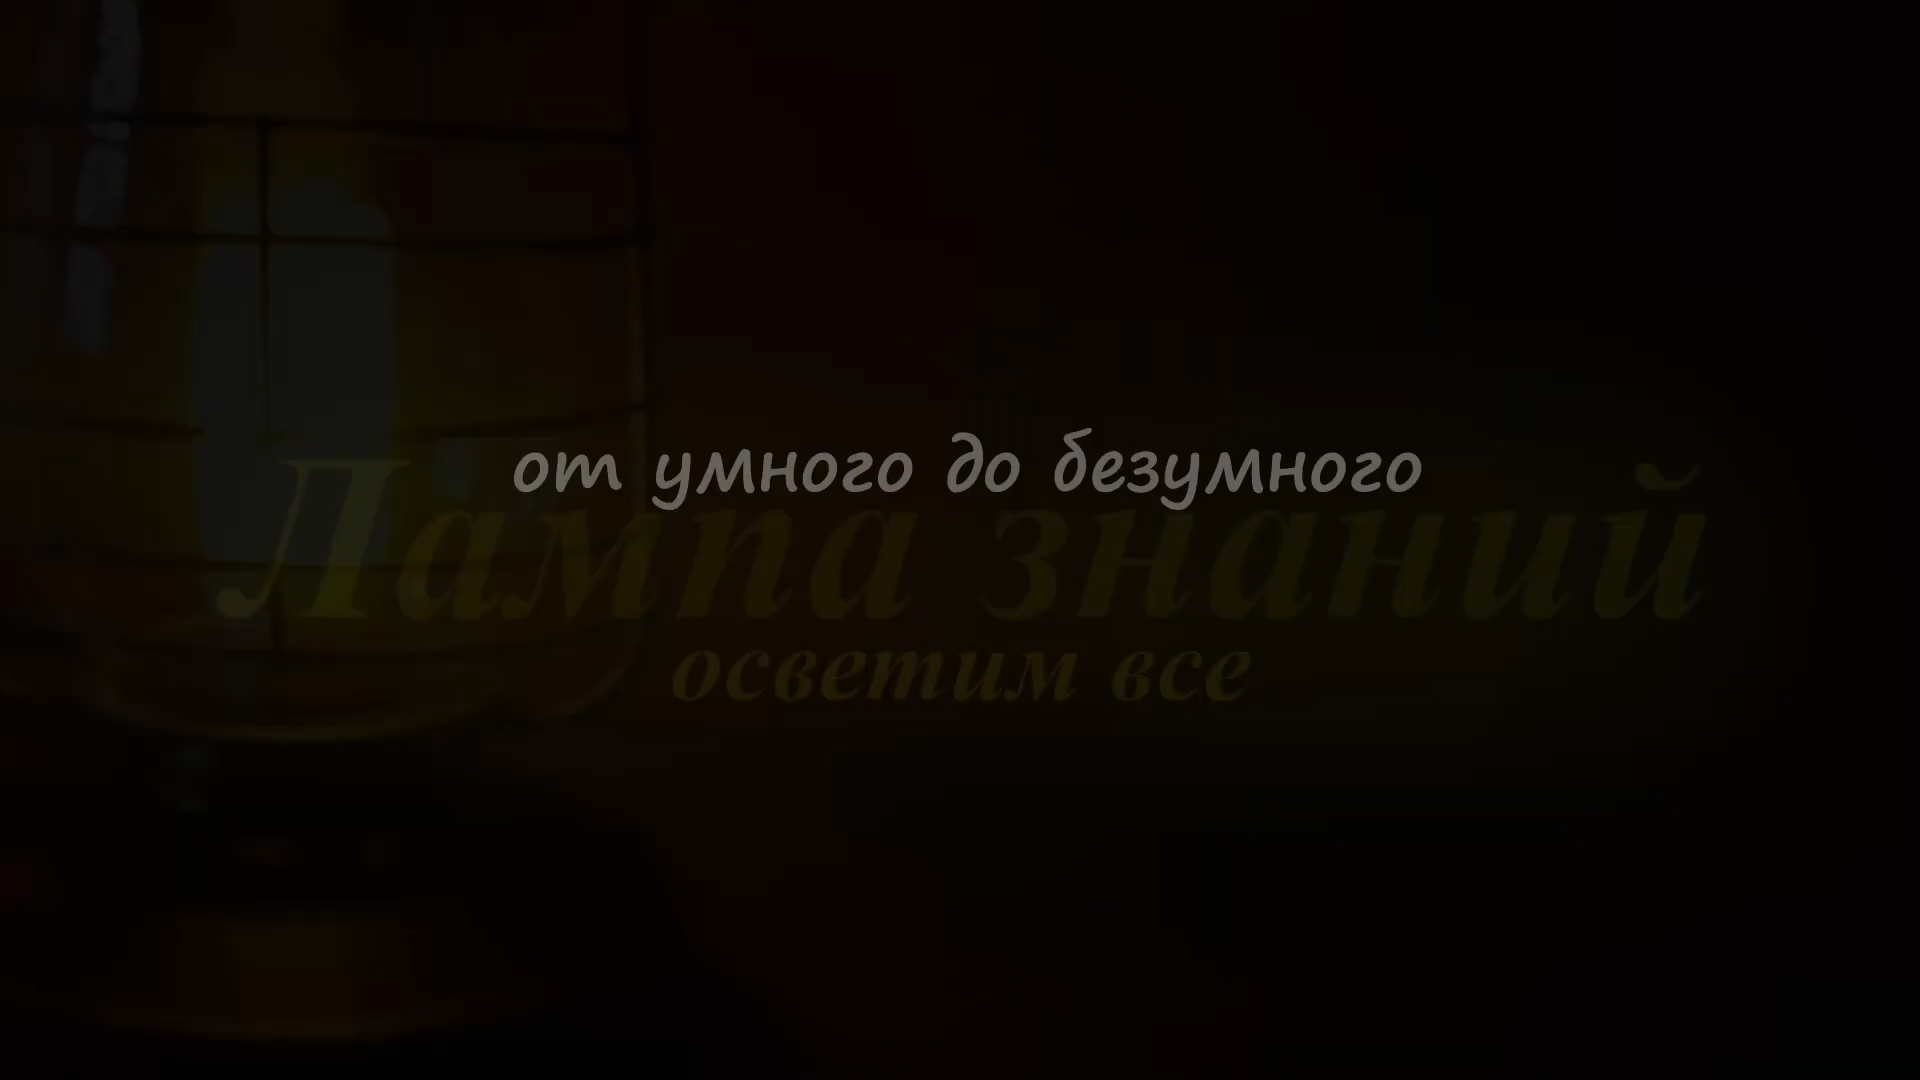 от умного до безумного
Лампа знаний
осветим все